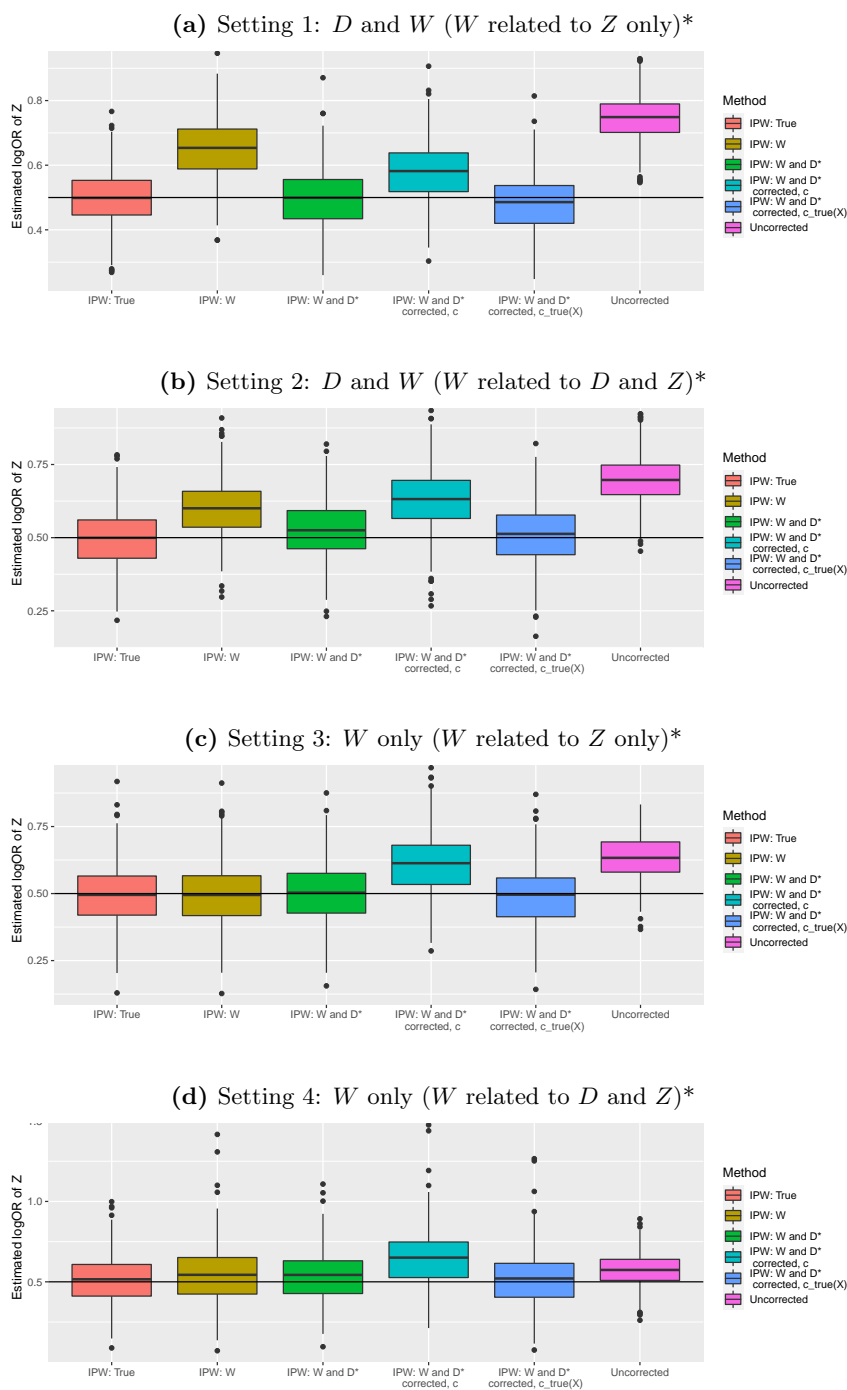 (a) Setting 1: D and W (W related to Z only)*
Estimated logOR of Z
0.8
0.6
0.4
IPW: True
IPW: W
IPW: W and D*
IPW: W and D*
corrected, c
IPW: W and D*
corrected, c_true(X)
Uncorrected
Method
IPW: True
IPW: W
IPW: W and D*
IPW: W and D*
corrected, c
IPW: W and D*
corrected, c_true(X)
Uncorrected
(b) Setting 2: D and W (W related to D and Z)*
Estimated logOR of Z
0.75
0.50
0.25
IPW: True
IPW: W
IPW: W and D*
IPW: W and D*
corrected, c
IPW: W and D*
corrected, c_true(X)
Uncorrected
Method
IPW: True
IPW: W
IPW: W and D*
IPW: W and D*
corrected, c
IPW: W and D*
corrected, c_true(X)
Uncorrected
(c) Setting 3: W only (W related to Z only)*
Estimated logOR of Z
0.75
0.50
0.25
IPW: True
IPW: W
IPW: W and D*
IPW: W and D*
corrected, c
IPW: W and D*
corrected, c_true(X)
Uncorrected
Method
IPW: True
IPW: W
IPW: W and D*
IPW: W and D*
corrected, c
IPW: W and D*
corrected, c_true(X)
Uncorrected
(d) Setting 4: W only (W related to D and Z)*
Estimated logOR of Z
1.0
0.5
IPW: True
IPW: W
IPW: W and D*
IPW: W and D*
corrected, c
IPW: W and D*
corrected, c_true(X)
Uncorrected
Method
IPW: True
IPW: W
IPW: W and D*
IPW: W and D*
corrected, c
IPW: W and D*
corrected, c_true(X)
Uncorrected